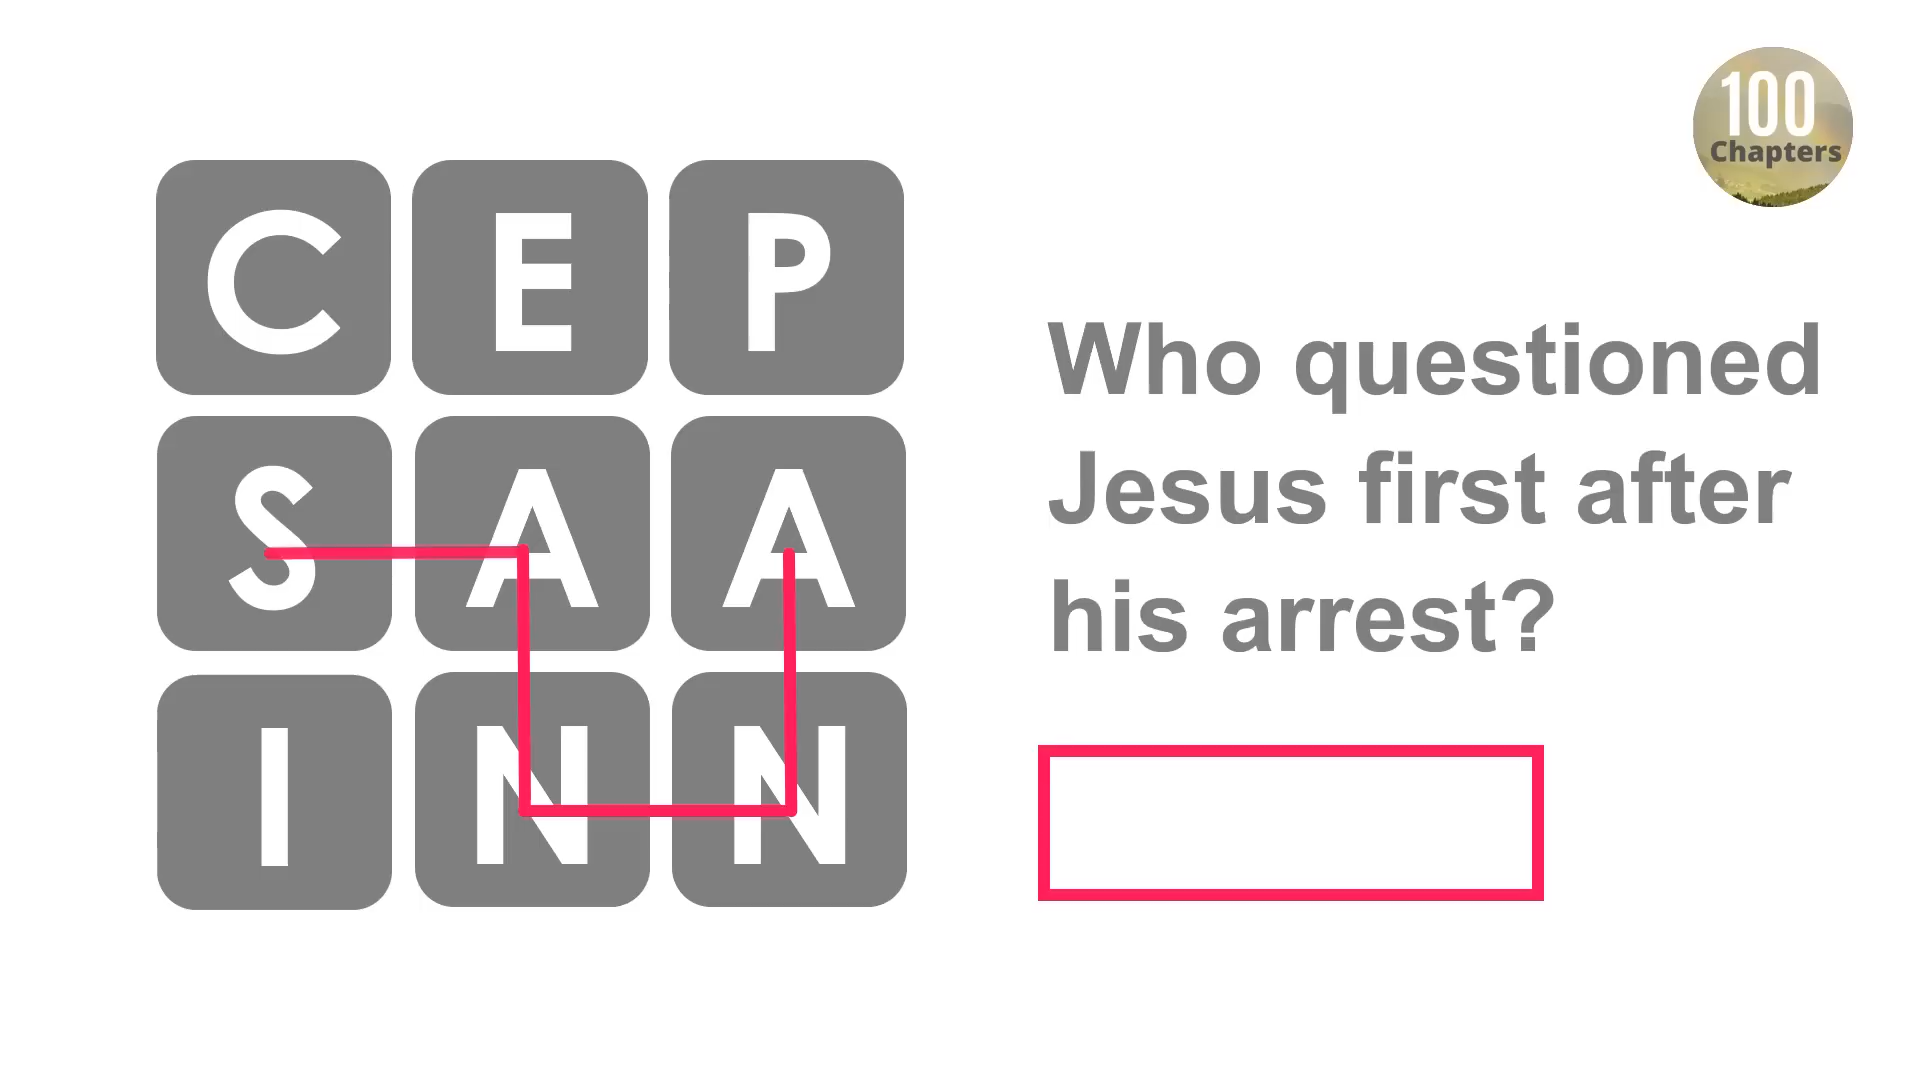 100
Chapters
C E P
S A A
I N N
Who questioned
Jesus first after
his arrest?